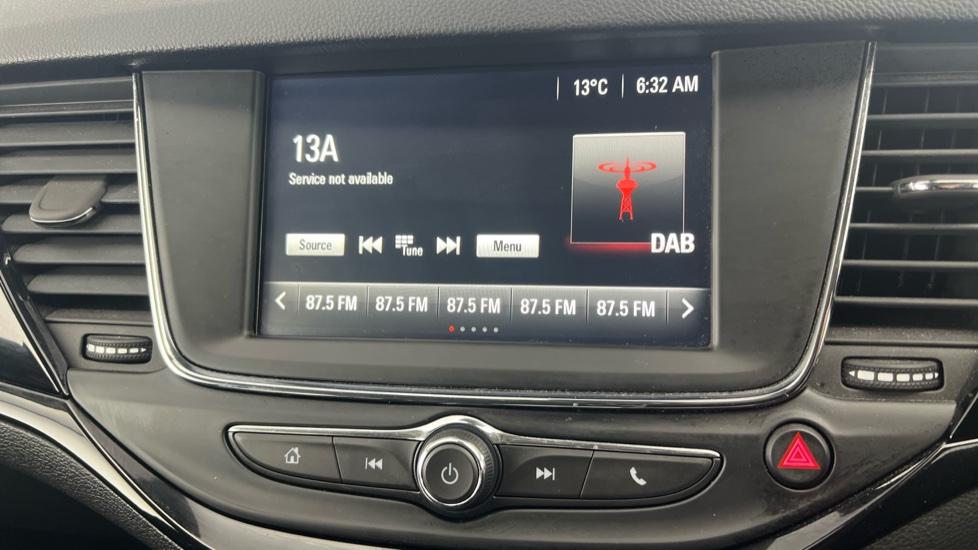 13°C 6:32 AM
13A
Service not available
Source Tune Menu
DAB
87.5 FM 87.5 FM 87.5 FM 87.5 FM 87.5 FM